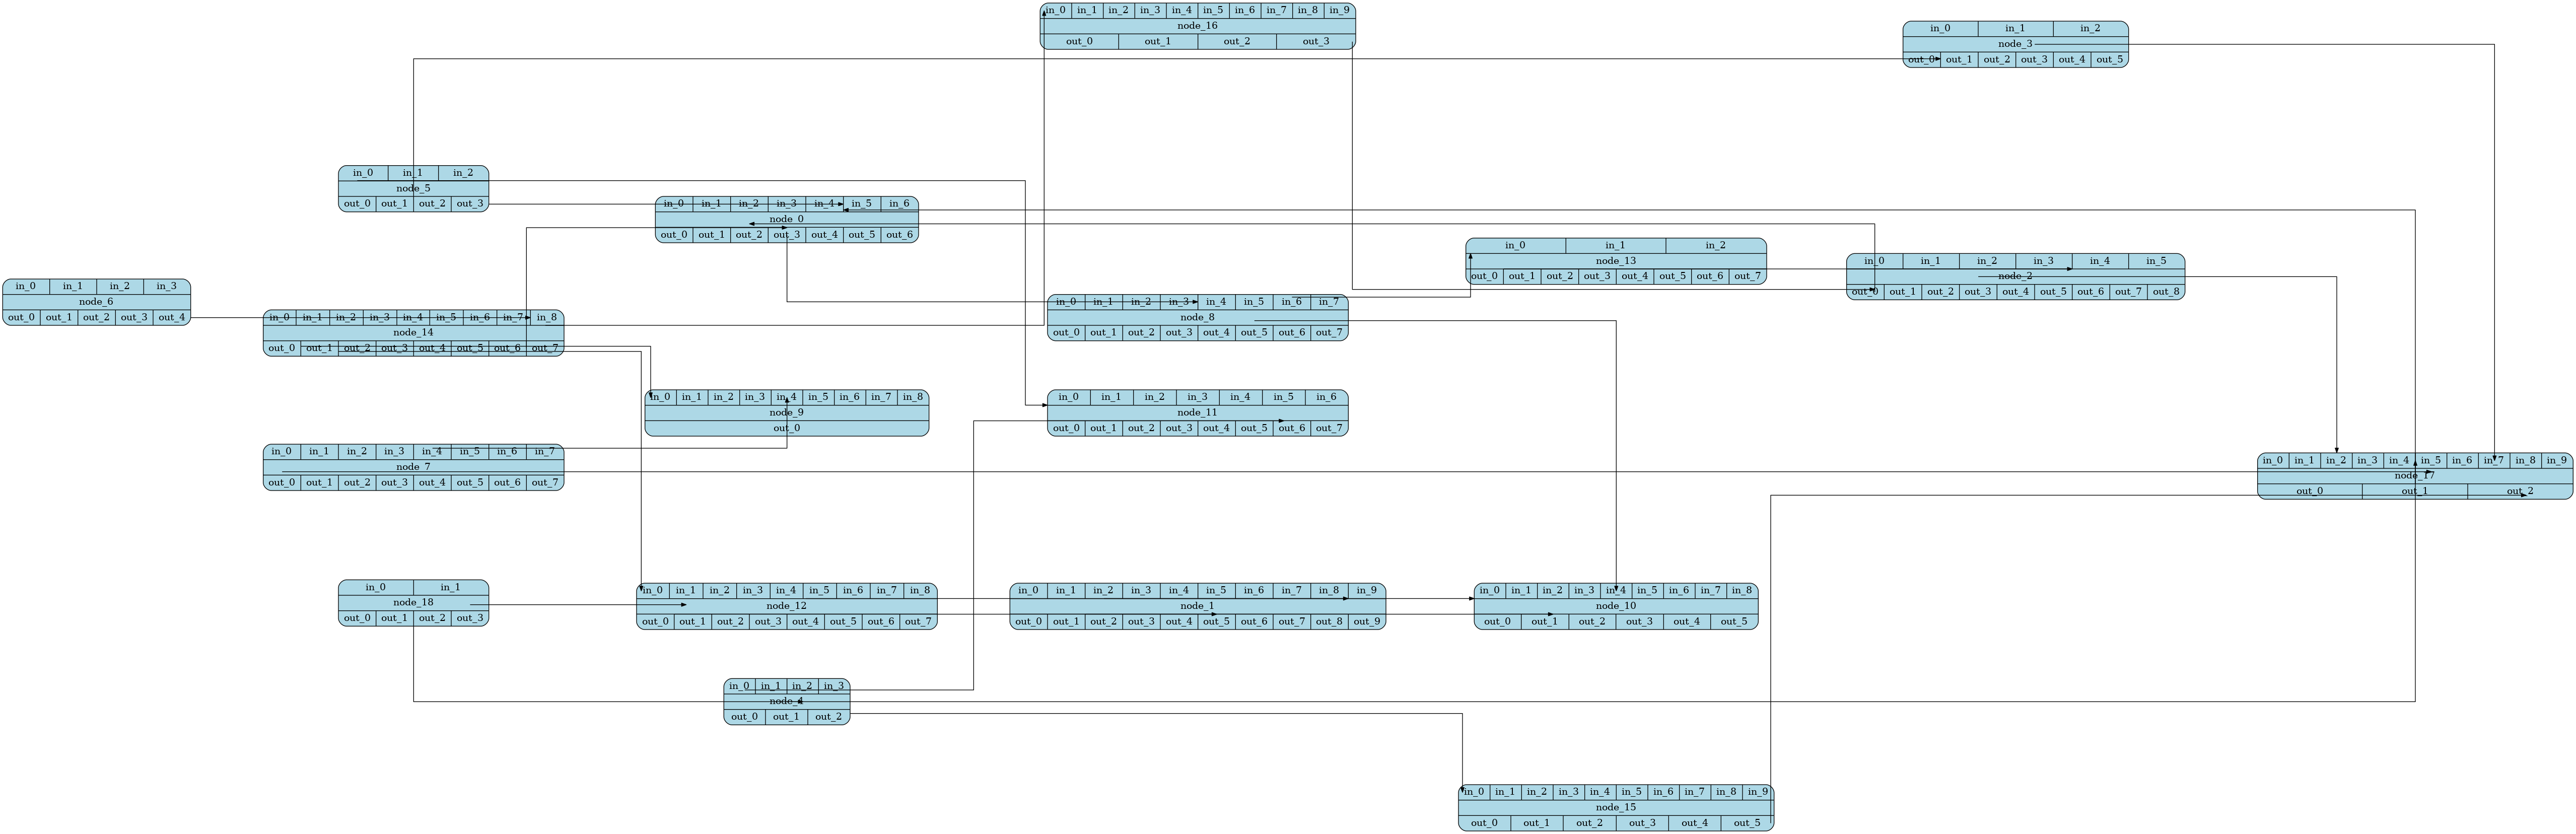 in_0 in_1 in_2 in_3 in_4 in_5 in_6 in_7 in_8 in_9
node_16
out_0 out_1 out_2 out_3
in_0 in_1 in_2
node_3
out_0 out_1 out_2 out_3 out_4 out_5
in_0 in_1 in_2
node_5
out_0 out_1 out_2 out_3
in_0 in_1 in_2 in_3 in_4 in_5 in_6
node_0
out_0 out_1 out_2 out_3 out_4 out_5 out_6
in_0 in_1 in_2
node_13
out_0 out_1 out_2 out_3 out_4 out_5 out_6 out_7
in_0 in_1 in_2 in_3 in_4 in_5
node_2
out_0 out_1 out_2 out_3 out_4 out_5 out_6 out_7 out_8
in_0 in_1 in_2 in_3
node_6
out_0 out_1 out_2 out_3 out_4
in_0 in_1 in_2 in_3 in_4 in_5 in_6 in_7 in_8
node_14
out_0 out_1 out_2 out_3 out_4 out_5 out_6 out_7
in_0 in_1 in_2 in_3 in_4 in_5 in_6 in_7
node_8
out_0 out_1 out_2 out_3 out_4 out_5 out_6 out_7
in_0 in_1 in_2 in_3 in_4 in_5 in_6 in_7 in_8
node_9
out_0
in_0 in_1 in_2 in_3 in_4 in_5 in_6
node_11
out_0 out_1 out_2 out_3 out_4 out_5 out_6 out_7
in_0 in_1 in_2 in_3 in_4 in_5 in_6 in_7
node_7
out_0 out_1 out_2 out_3 out_4 out_5 out_6 out_7
in_0 in_1 in_2 in_3 in_4 in_5 in_6 in_7 in_8 in_9
node_17
out_0 out_1 out_2
in_0 in_1
node_18
out_0 out_1 out_2 out_3
in_0 in_1 in_2 in_3 in_4 in_5 in_6 in_7 in_8
node_12
out_0 out_1 out_2 out_3 out_4 out_5 out_6 out_7
in_0 in_1 in_2 in_3 in_4 in_5 in_6 in_7 in_8 in_9
node_1
out_0 out_1 out_2 out_3 out_4 out_5 out_6 out_7 out_8 out_9
in_0 in_1 in_2 in_3 in_4 in_5 in_6 in_7 in_8
node_10
out_0 out_1 out_2 out_3 out_4 out_5
in_0 in_1 in_2 in_3
node_4
out_0 out_1 out_2
in_0 in_1 in_2 in_3 in_4 in_5 in_6 in_7 in_8 in_9
node_15
out_0 out_1 out_2 out_3 out_4 out_5